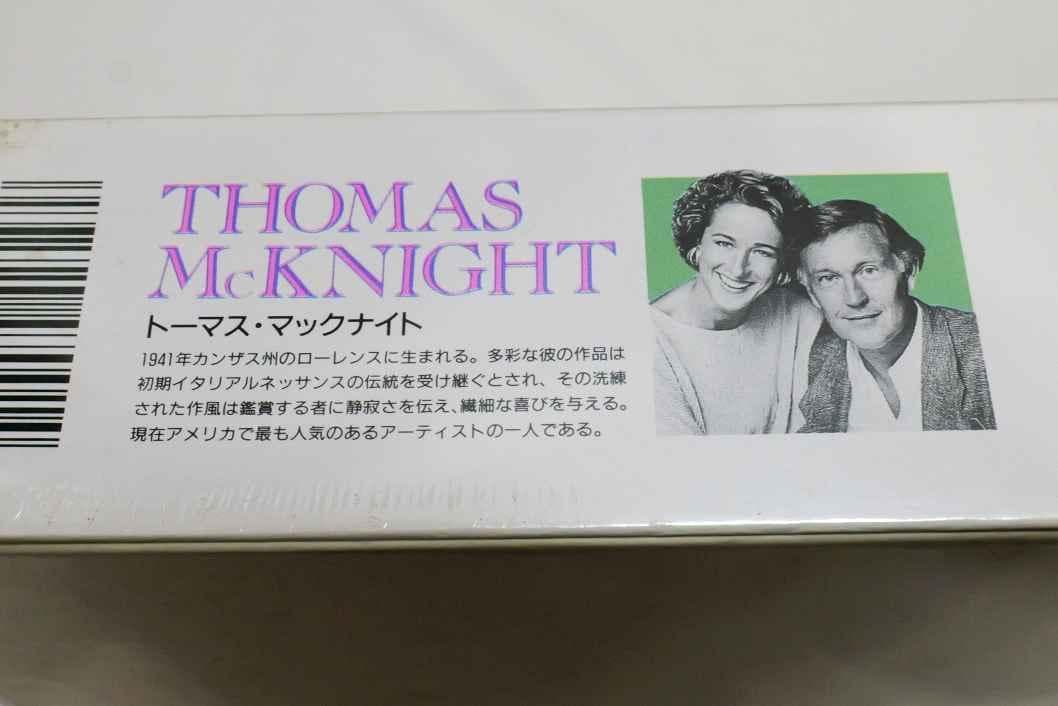 THOMAS
McKNIGHT
トーマス・マックナイト
1941年カンザス州のローレンスに生まれる。多彩な彼の作品は
初期イタリアルネッサンスの伝統を受け継ぐとされ、その洗練
された作風は鑑賞する者に静寂さを伝え、繊細な喜びを与える。
現在アメリカで最も人気のあるアーティストの一人である。